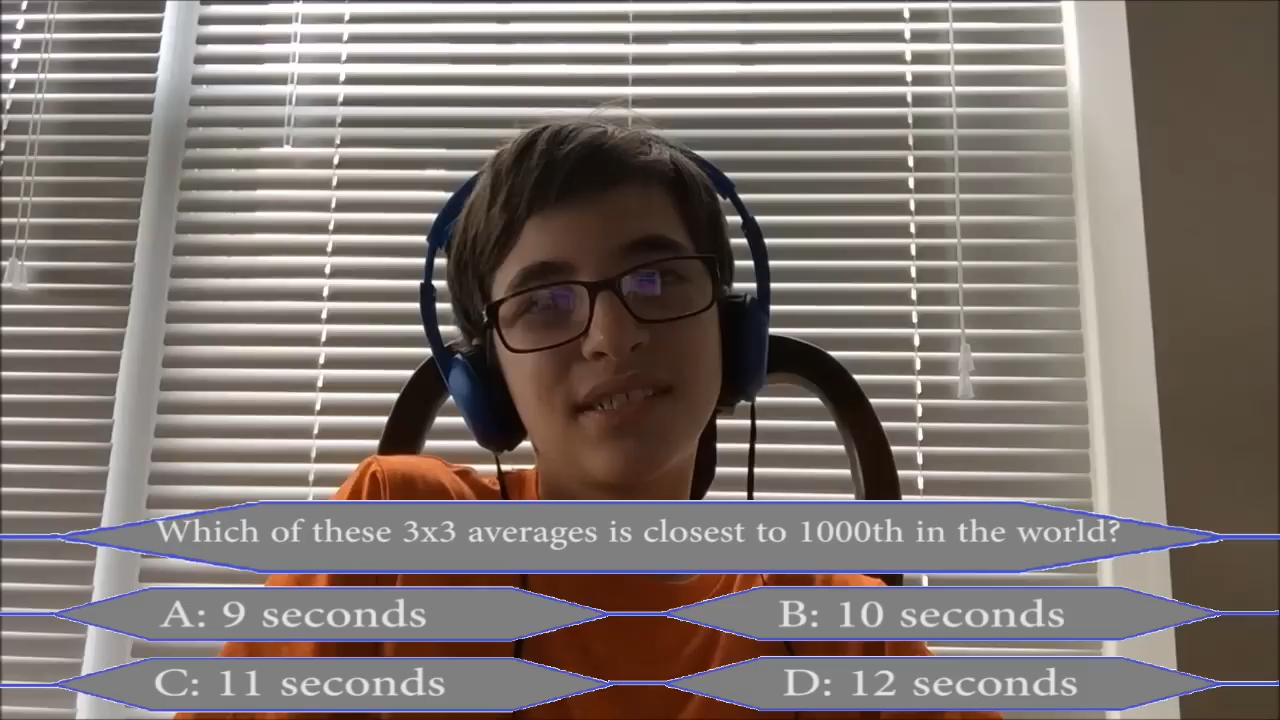 Which of these 3x3 averages is closest to 1000th in the world?
A: 9 seconds
B: 10 seconds
C: 11 seconds
D: 12 seconds